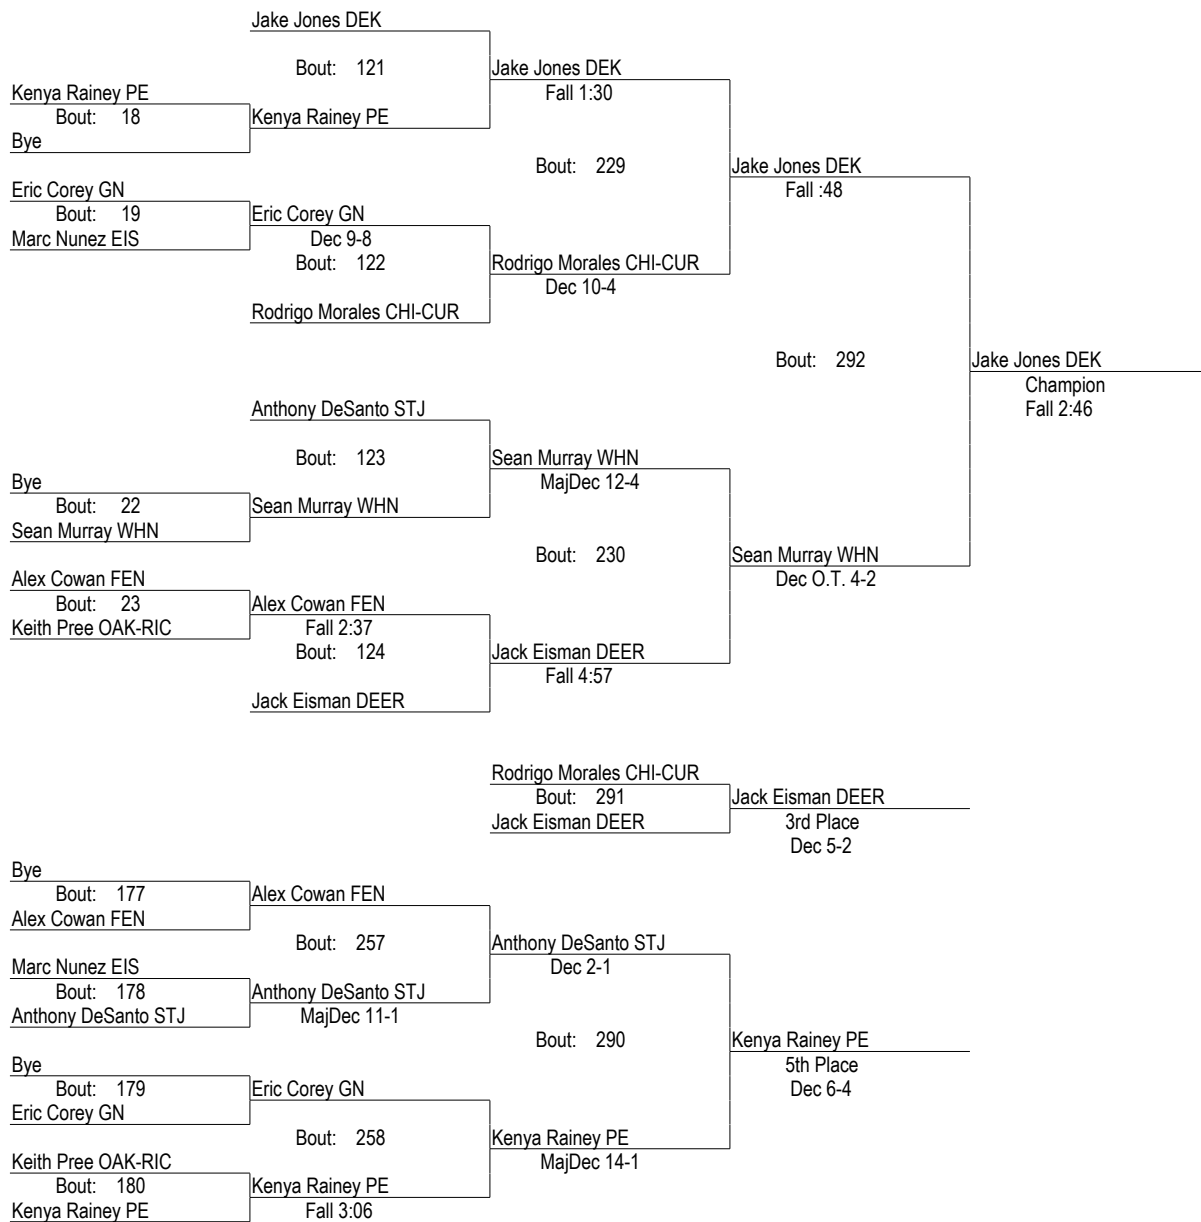 Jake Jones DEK
Bout: 121
Jake Jones DEK
Fall 1:30
Kenya Rainey PE
Bout: 18
Kenya Rainey PE
Bye
Bout: 229
Jake Jones DEK
Fall :48
Eric Corey GN
Bout: 19
Eric Corey GN
Marc Nunez EIS
Dec 9-8
Bout: 122
Rodrigo Morales CHI-CUR
Dec 10-4
Rodrigo Morales CHI-CUR
Bout: 292
Jake Jones DEK
Champion
Fall 2:46
Anthony DeSanto STJ
Bout: 123
Sean Murray WHN
MajDec 12-4
Bye
Bout: 22
Sean Murray WHN
Sean Murray WHN
Bout: 230
Sean Murray WHN
Dec O.T. 4-2
Alex Cowan FEN
Bout: 23
Alex Cowan FEN
Keith Pree OAK-RIC
Fall 2:37
Bout: 124
Jack Eisman DEER
Fall 4:57
Jack Eisman DEER
Rodrigo Morales CHI-CUR
Bout: 291
Jack Eisman DEER
Jack Eisman DEER
3rd Place
Dec 5-2
Bye
Bout: 177
Alex Cowan FEN
Alex Cowan FEN
Bout: 257
Anthony DeSanto STJ
Dec 2-1
Marc Nunez EIS
Bout: 178
Anthony DeSanto STJ
Anthony DeSanto STJ
MajDec 11-1
Bout: 290
Kenya Rainey PE
5th Place
Dec 6-4
Bye
Bout: 179
Eric Corey GN
Eric Corey GN
Bout: 258
Kenya Rainey PE
MajDec 14-1
Keith Pree OAK-RIC
Bout: 180
Kenya Rainey PE
Kenya Rainey PE
Fall 3:06